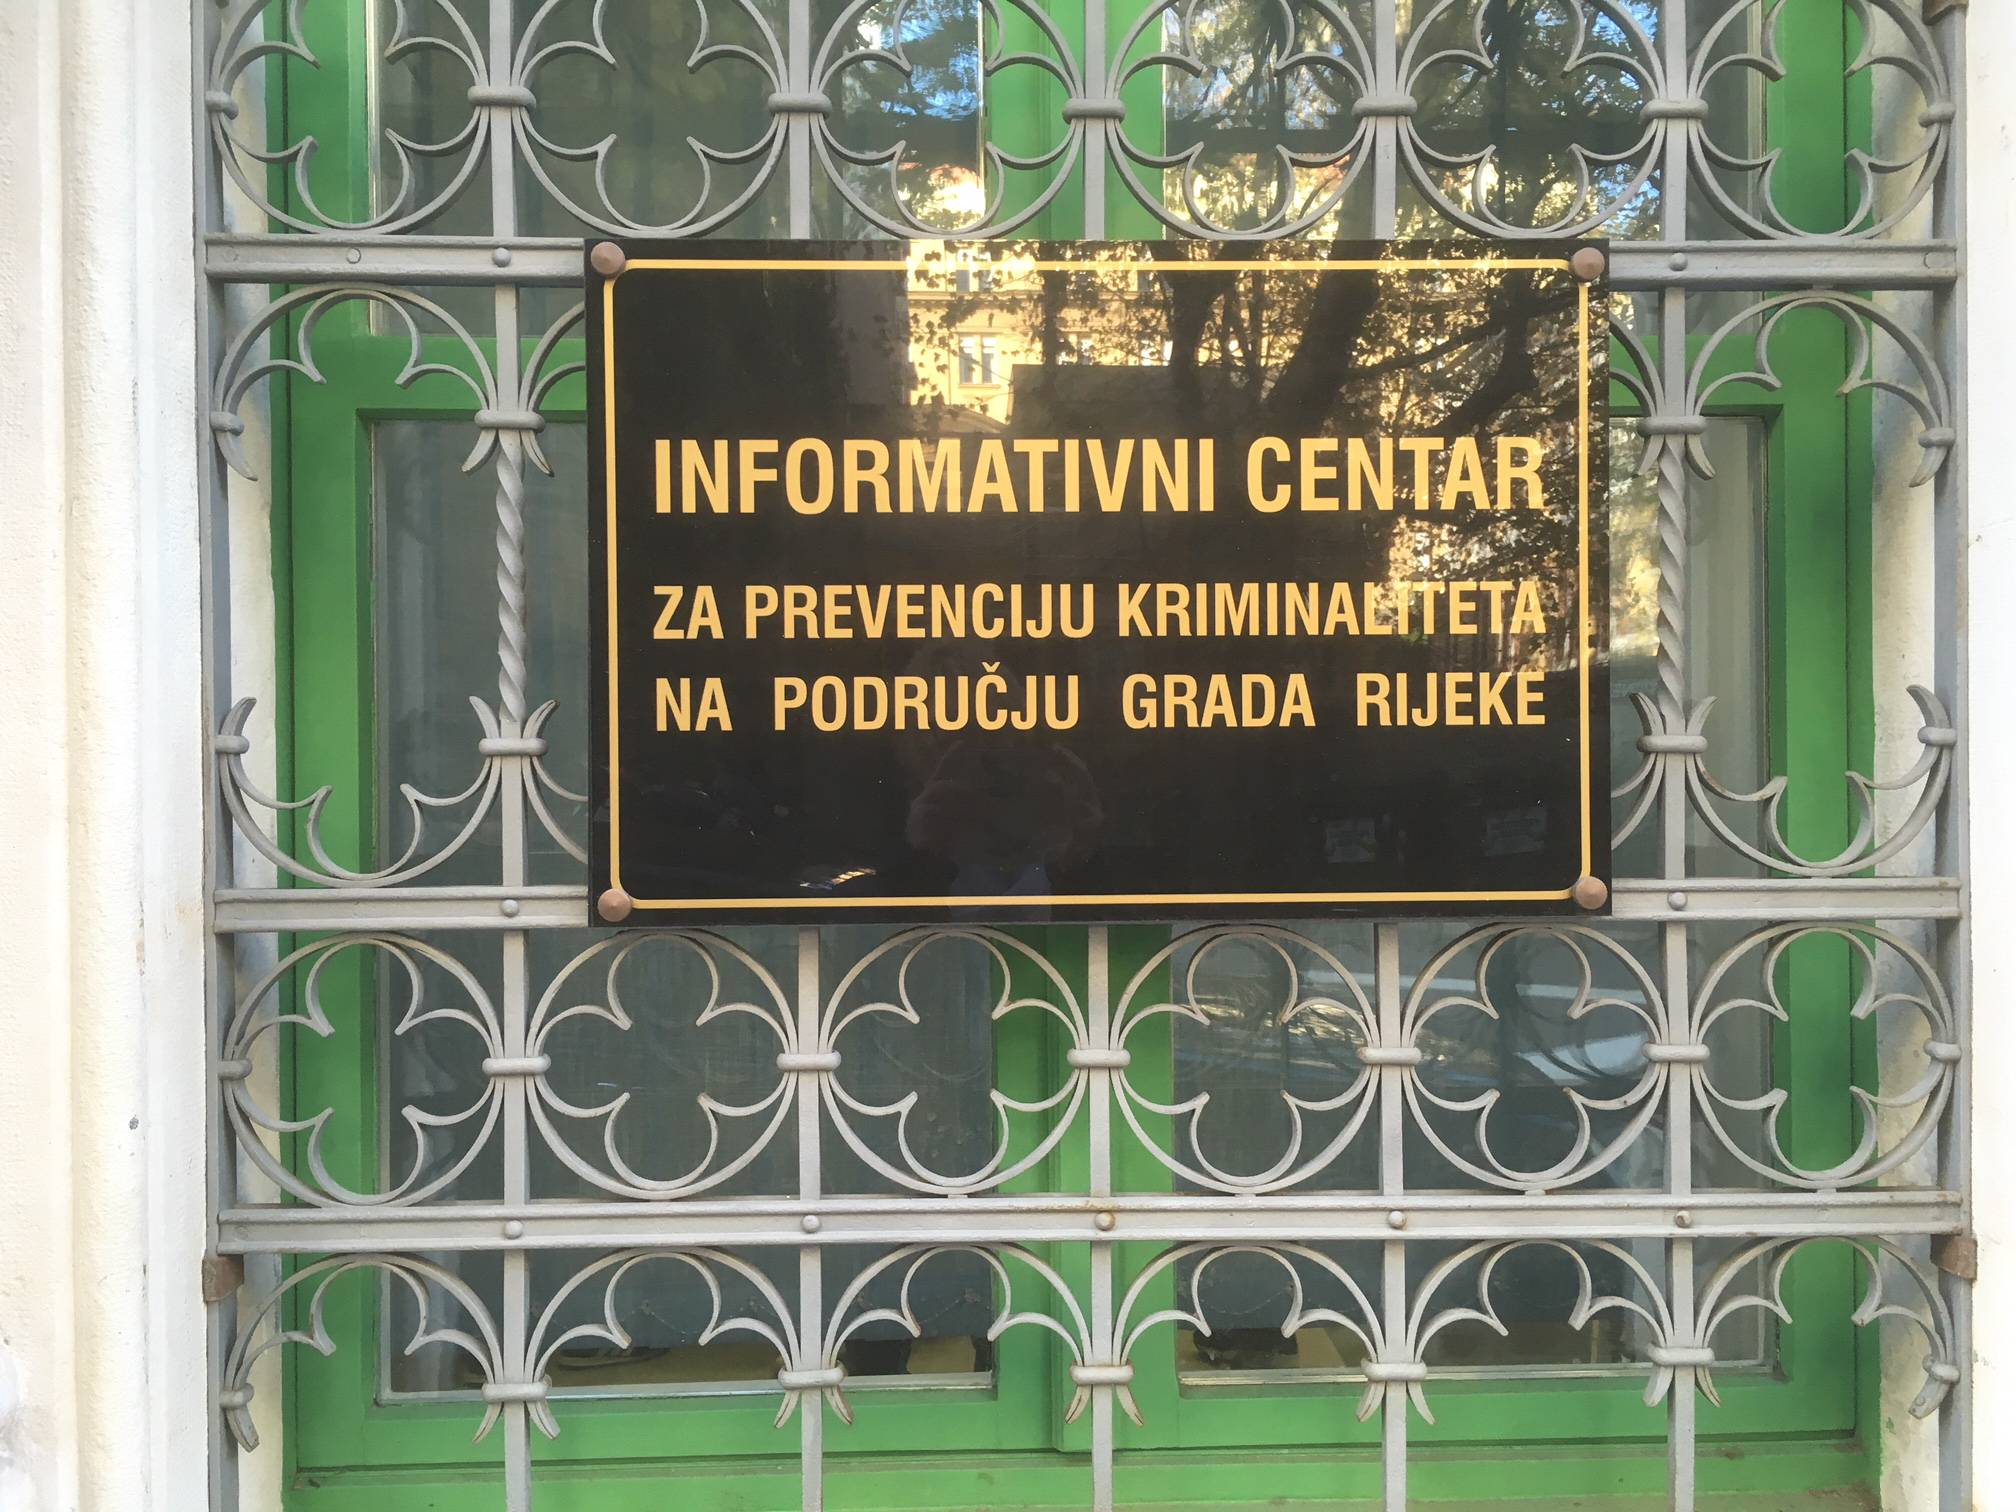 INFORMATIVNI CENTAR
ZA PREVENCIJU KRIMINALITETA
NA PODRUČJU GRADA RIJEKE